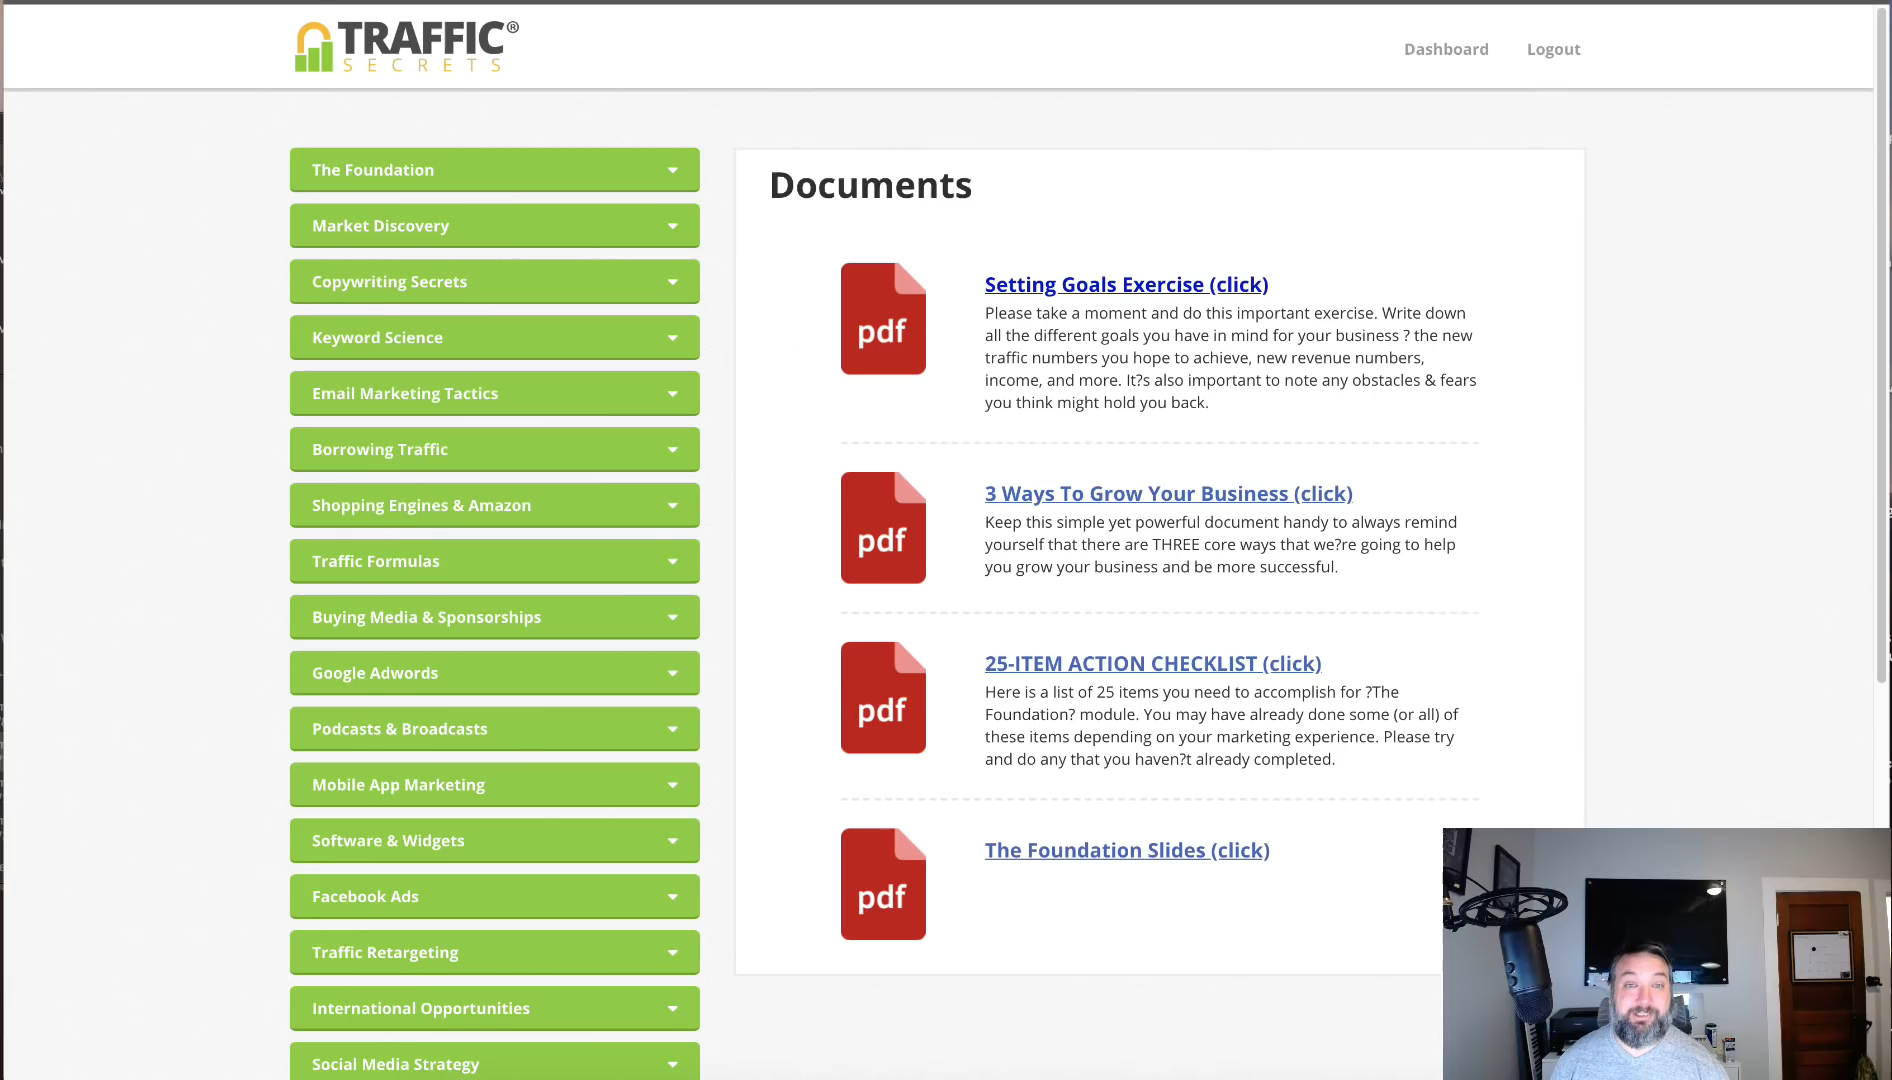 TRAFFIC®
SECRETS
Dashboard
Logout
The Foundation
Market Discovery
Copywriting Secrets
Keyword Science
Email Marketing Tactics
Borrowing Traffic
Shopping Engines & Amazon
Traffic Formulas
Buying Media & Sponsorships
Google Adwords
Podcasts & Broadcasts
Mobile App Marketing
Software & Widgets
Facebook Ads
Traffic Retargeting
International Opportunities
Social Media Strategy
Documents
pdf
Setting Goals Exercise (click)
Please take a moment and do this important exercise. Write down
all the different goals you have in mind for your business ? the new
traffic numbers you hope to achieve, new revenue numbers,
income, and more. It?s also important to note any obstacles & fears
you think might hold you back.
pdf
3 Ways To Grow Your Business (click)
Keep this simple yet powerful document handy to always remind
yourself that there are THREE core ways that we?re going to help
you grow your business and be more successful.
pdf
25-ITEM ACTION CHECKLIST (click)
Here is a list of 25 items you need to accomplish for ?The
Foundation? module. You may have already done some (or all) of
these items depending on your marketing experience. Please try
and do any that you haven?t already completed.
pdf
The Foundation Slides (click)